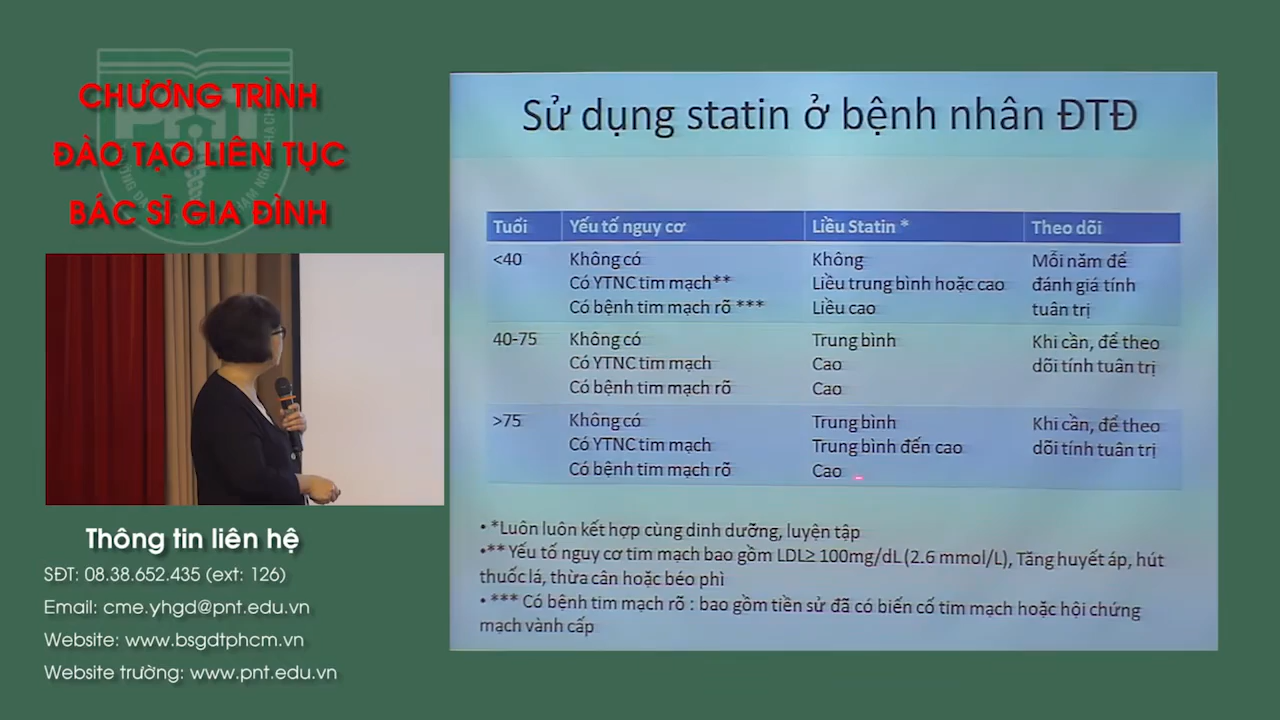 CHƯƠNG TRÌNH
ĐÀO TẠO LIÊN TỤC
BÁC SĨ GIA ĐÌNH
Thông tin liên hệ
SĐT: 08.38.652.435 (ext: 126)
Email: cme.yhgd@pnt.edu.vn
Website: www.bsgdtphcm.vn
Website trường: www.pnt.edu.vn
Sử dụng statin ở bệnh nhân ĐTĐ
Tuổi Yếu tố nguy cơ Liều Statin * Theo dõi
<40 Không có Không Mỗi năm để
Có YTNC tim mạch** Liều trung bình hoặc cao đánh giá tính
Có bệnh tim mạch rõ *** Liều cao tuân trị
40-75 Không có Trung bình Khi cần, để theo
Có YTNC tim mạch Cao dõi tính tuân trị
Có bệnh tim mạch rõ Cao
>75 Không có Trung bình Khi cần, để theo
Có YTNC tim mạch Trung bình đến cao dõi tính tuân trị
Có bệnh tim mạch rõ Cao
• *Luôn luôn kết hợp cùng dinh dưỡng, luyện tập
•** Yếu tố nguy cơ tim mạch bao gồm LDL≥ 100mg/dL (2.6 mmol/L), Tăng huyết áp, hút
thuốc lá, thừa cân hoặc béo phì
• *** Có bệnh tim mạch rõ : bao gồm tiền sử đã có biến cố tim mạch hoặc hội chứng
mạch vành cấp